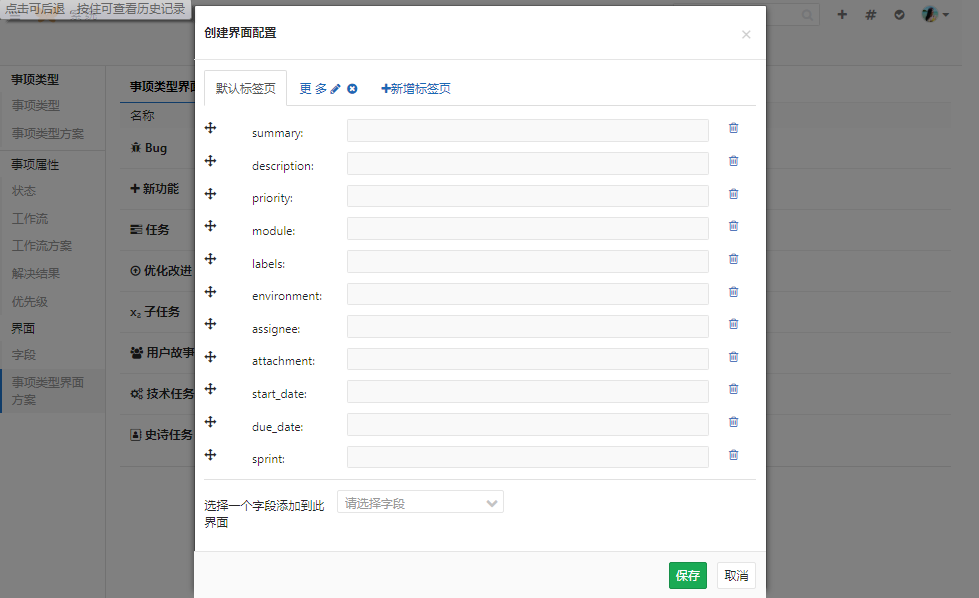 点击可后退，按住可查看历史记录
创建界面配置
×
事项类型
事项类型
事项类型方案
事项属性
状态
工作流
工作流方案
解决结果
优先级
界面
字段
事项类型界面
方案
事项类型界面
名称
Bug
新功能
任务
优化改进
x₂ 子任务
用户故事
技术任务
史诗任务
默认标签页 更 多 新增标签页
summary:
description:
priority:
module:
labels:
environment:
assignee:
attachment:
start_date:
due_date:
sprint:
选择一个字段添加到此
界面
请选择字段
保存 取消